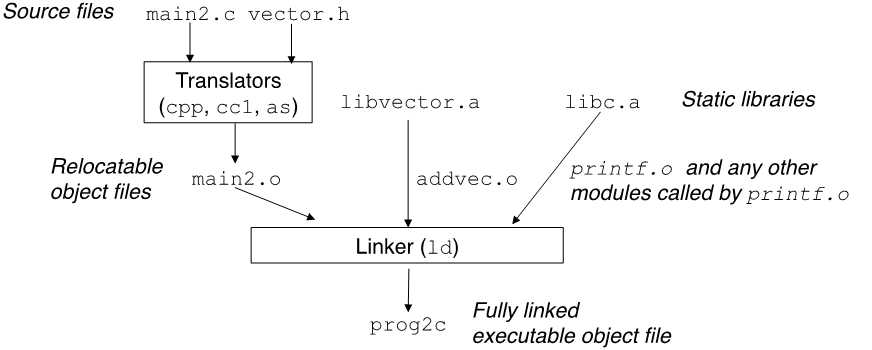 Source files main2.c vector.h
Translators
(cpp, cc1, as)
libvector.a
libc.a
Static libraries
Relocatable
object files
main2.o
addvec.o
printf.o and any other
modules called by printf.o
Linker (ld)
prog2c
Fully linked
executable object file